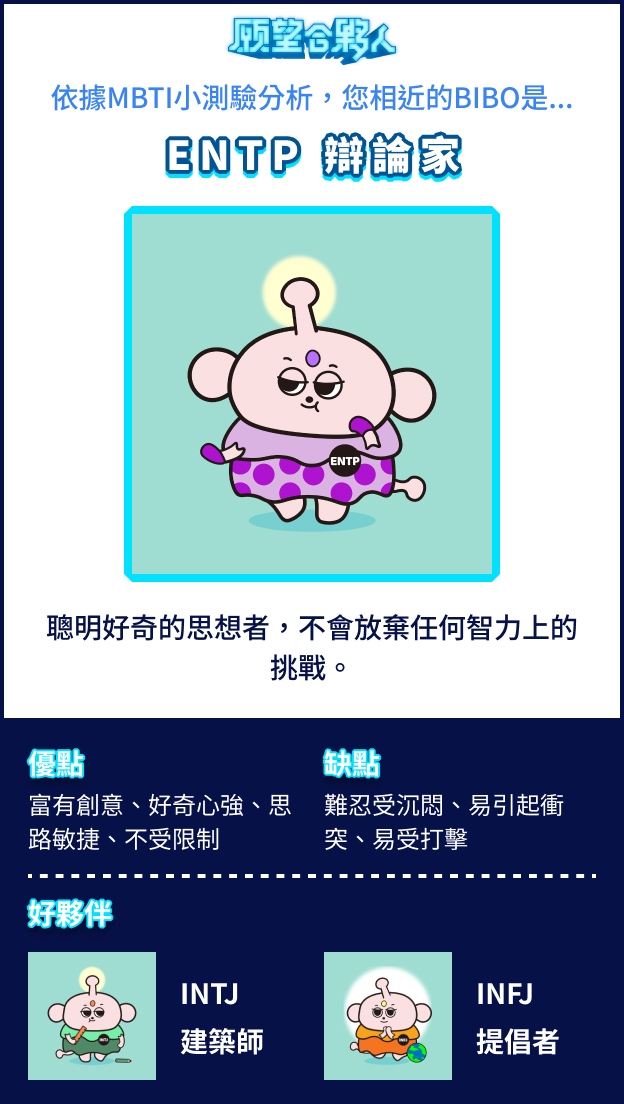 願望合夥人
依據MBTI小測驗分析，您相近的BIBO是...
ENTP 辯論家
ENTP
聰明好奇的思想者，不會放棄任何智力上的
挑戰。
優點
富有創意、好奇心強、思
路敏捷、不受限制
缺點
難忍受沉悶、易引起衝
突、易受打擊
好夥伴
INTJ
建築師
INFJ
提倡者